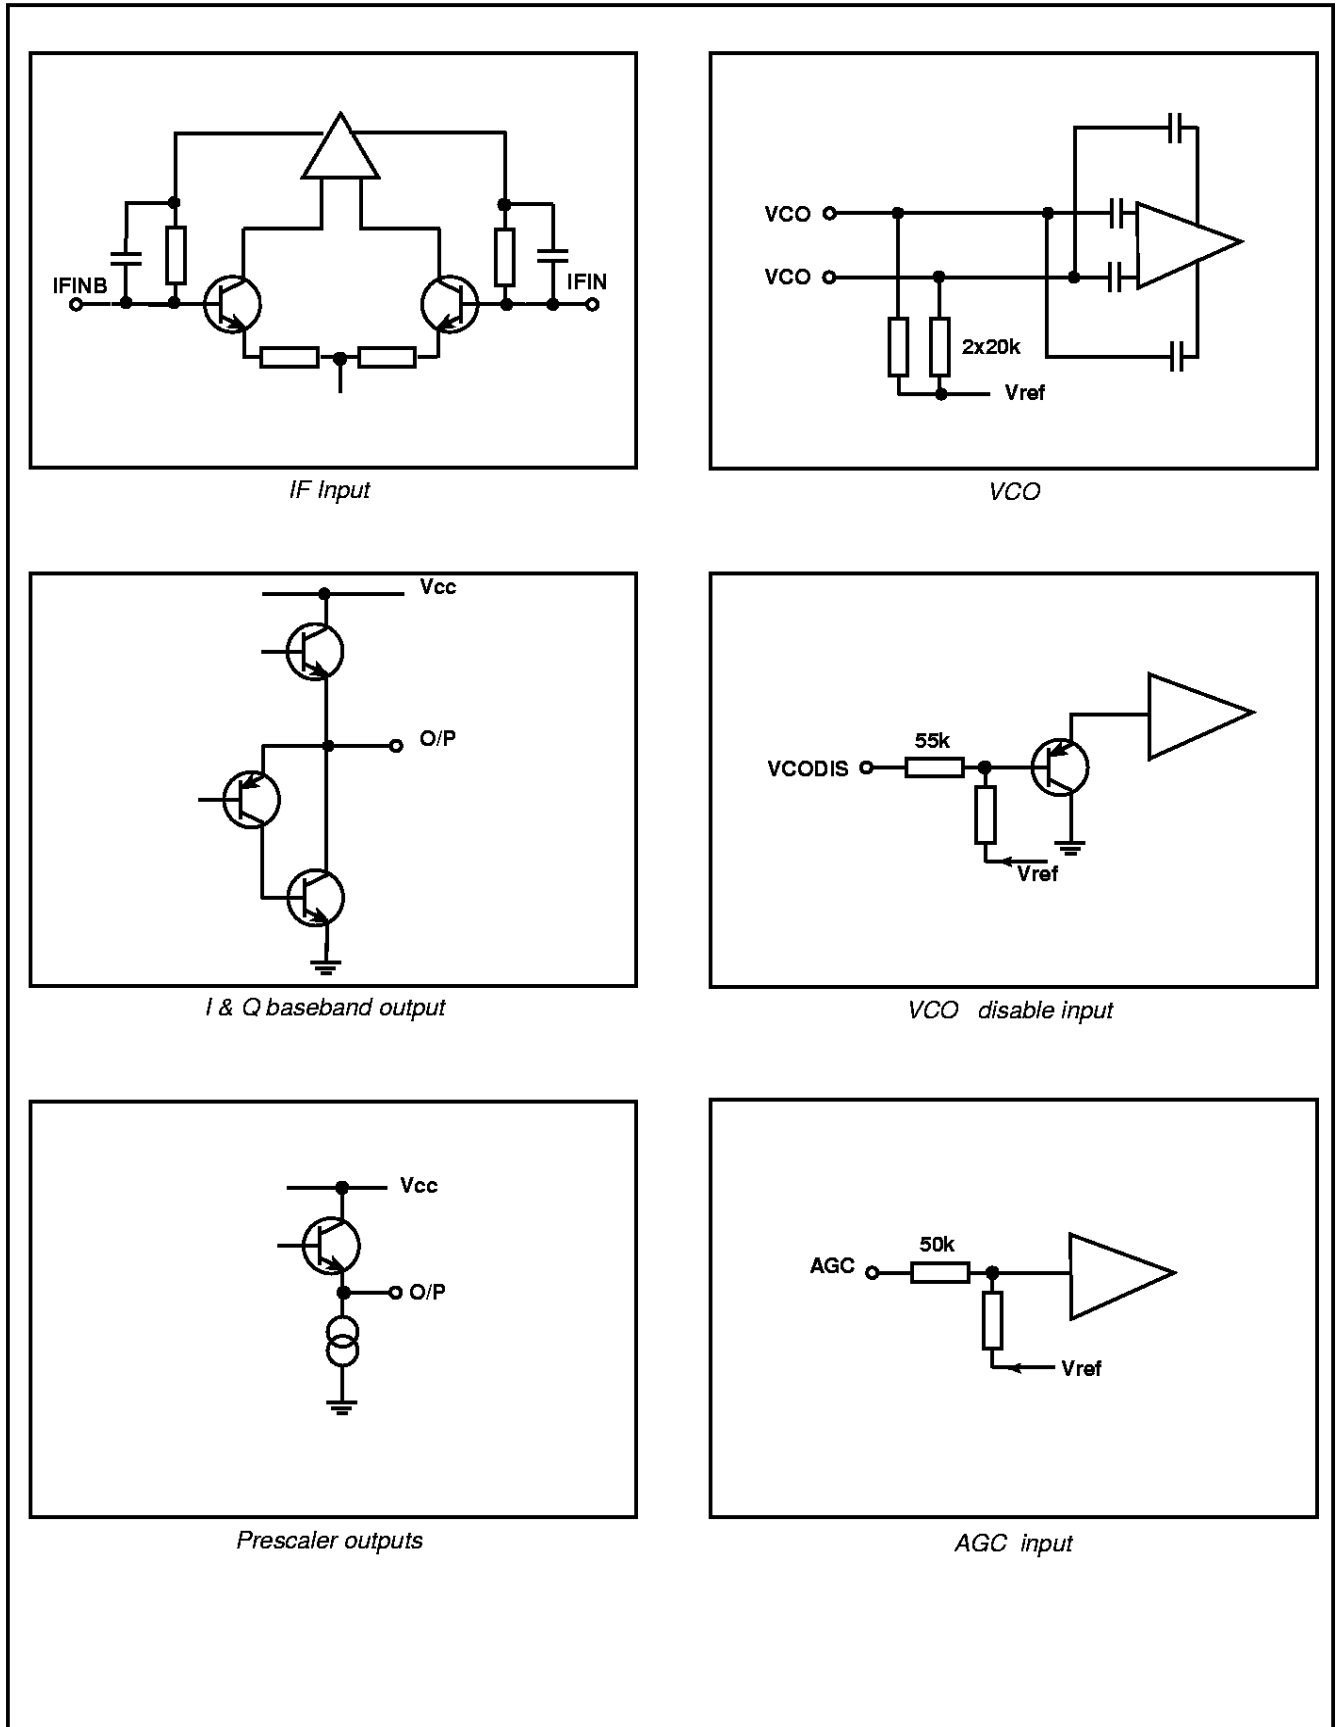 IFINB
IFIN
IF Input
VCO
VCO
2x20k
Vref
VCO
Vcc
O/P
I & Q baseband output
55k
VCODIS
Vref
VCO disable input
Vcc
O/P
Prescaler outputs
50k
AGC
Vref
AGC input